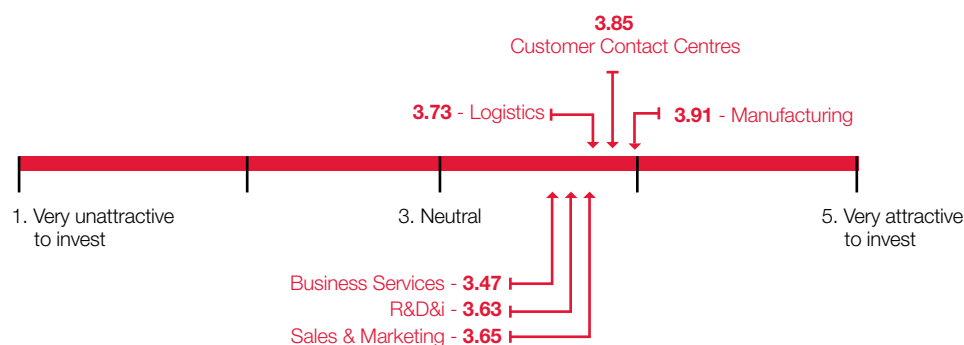 3.85
Customer Contact Centres
3.73 - Logistics
3.91 - Manufacturing
1. Very unattractive
to invest
3. Neutral
5. Very attractive
to invest
Business Services - 3.47
R&D&i - 3.63
Sales & Marketing - 3.65